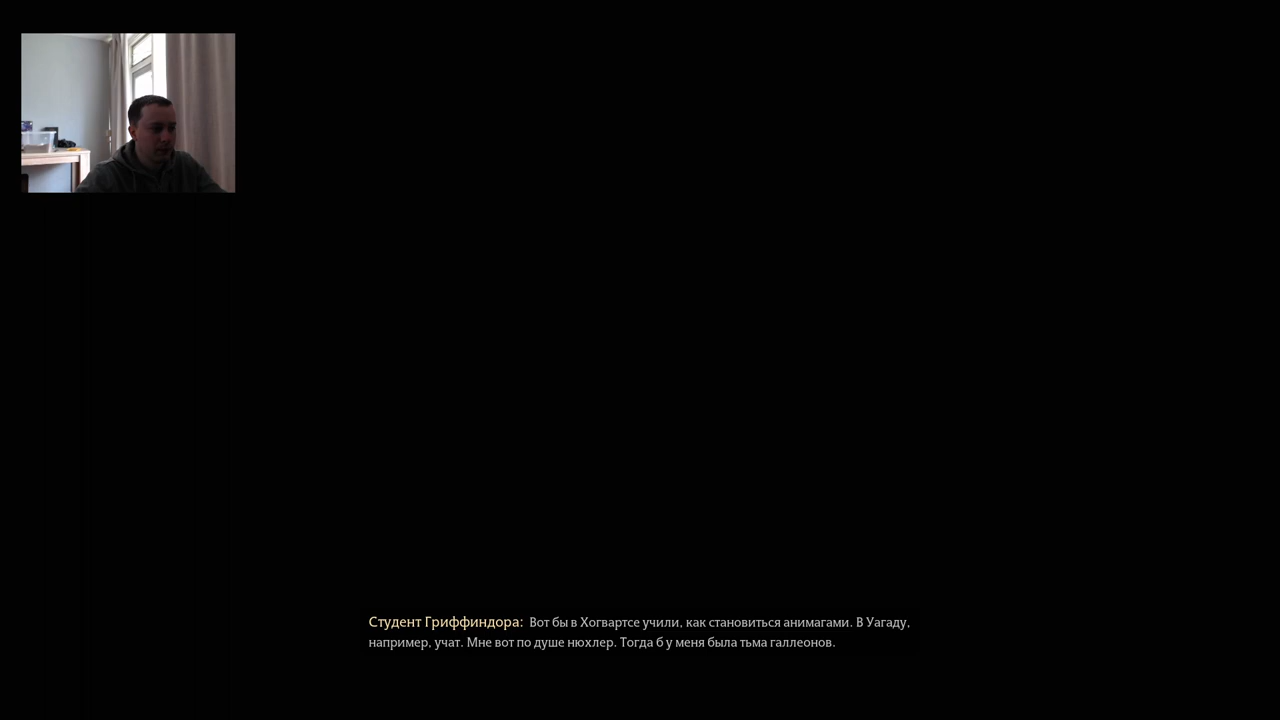 Студент Гриффиндора: Вот бы в Хогвартсе учили, как становиться анимагами. В Уагаду,
например, учат. Мне вот по душе нюхлер. Тогда б у меня была тьма галлеонов.